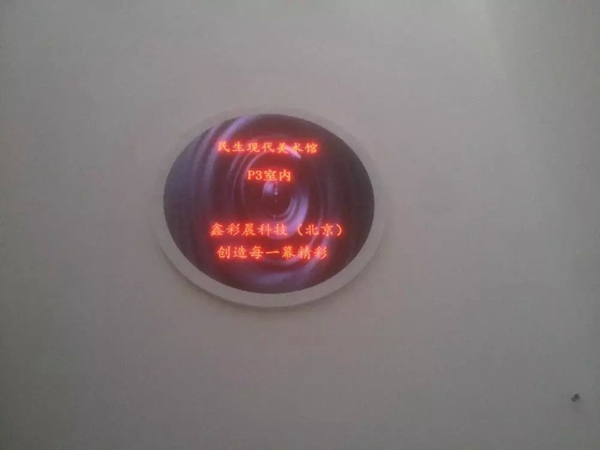 民生现代美术馆
P3室内
鑫彩晨科技（北京）
创造每一幕精彩